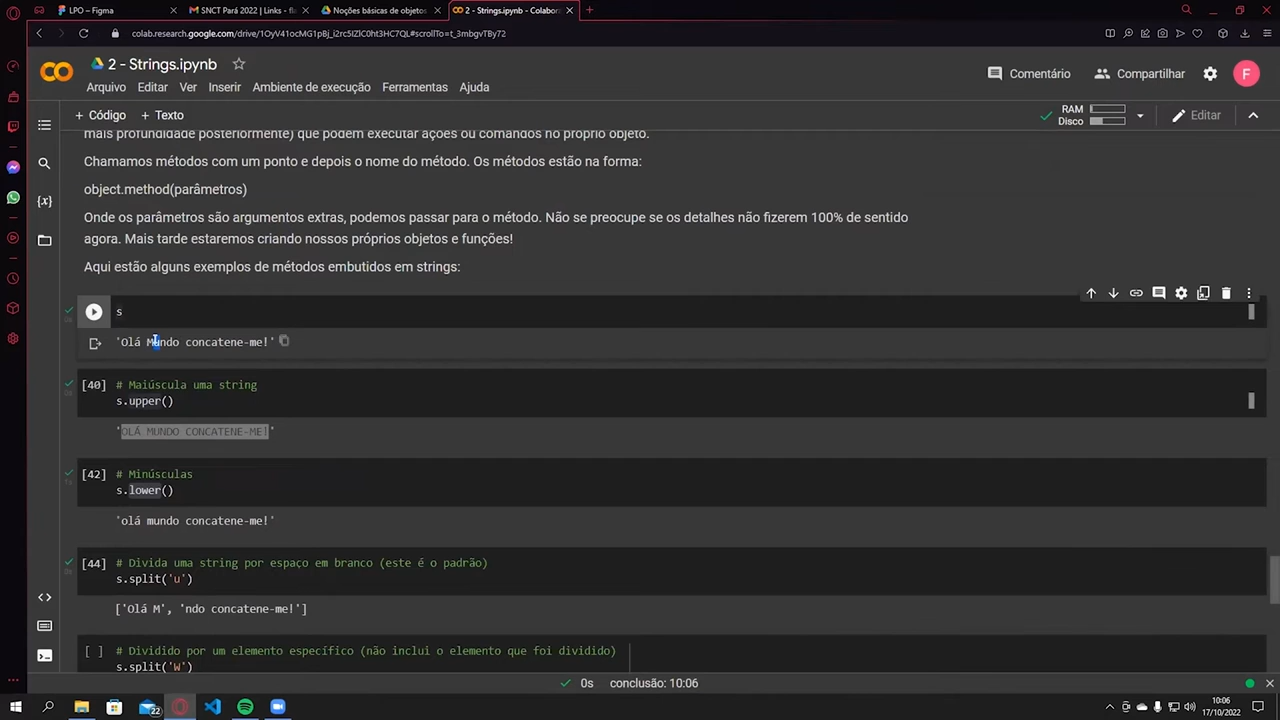 LPO – Figma
SNCT Pará 2022 | Links - fl
Noções básicas de objetos
2 - Strings.ipynb - Colabora
colab.research.google.com/drive/1OyV41ocMG1pBj_i2rc5IZlC0ht3HC7QL#scrollTo=t_3mbgvTBy72
2 - Strings.ipynb
Comentário
Compartilhar
F
Arquivo Editar Ver Inserir Ambiente de execução Ferramentas Ajuda
+ Código + Texto
RAM
Disco
Editar
mais profundidade posteriormente) que podem executar ações ou comandos no próprio objeto.
Chamamos métodos com um ponto e depois o nome do método. Os métodos estão na forma:
object.method(parâmetros)
Onde os parâmetros são argumentos extras, podemos passar para o método. Não se preocupe se os detalhes não fizerem 100% de sentido
agora. Mais tarde estaremos criando nossos próprios objetos e funções!
Aqui estão alguns exemplos de métodos embutidos em strings:
s
'Olá Mundo concatene-me!'
[40] # Maiúscula uma string
s.upper()
'OLÁ MUNDO CONCATENE-ME!'
[42] # Minúsculas
s.lower()
'olá mundo concatene-me!'
[44] # Divida uma string por espaço em branco (este é o padrão)
s.split('u')
['Olá M', 'ndo concatene-me!']
[ ] # Dividido por um elemento específico (não inclui o elemento que foi dividido)
s.split('W')
0s conclusão: 10:06
22
10:06
17/10/2022